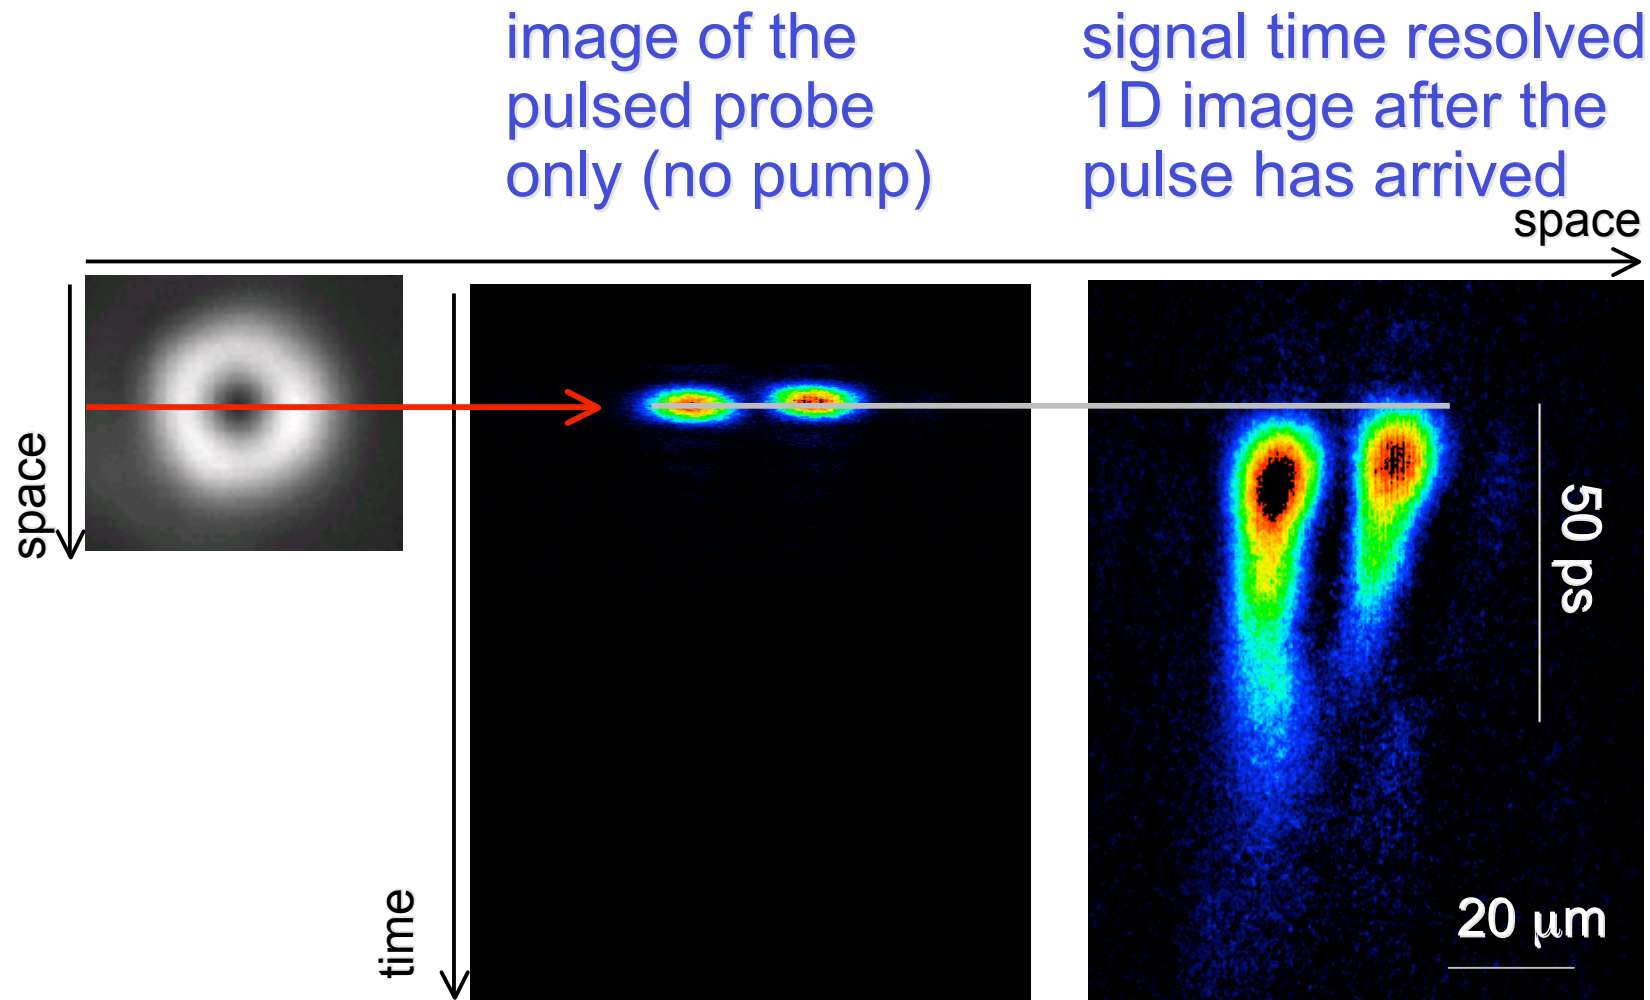 image of the
pulsed probe
only (no pump)
signal time resolved
1D image after the
pulse has arrived
space
space
time
50 ps
20 μm